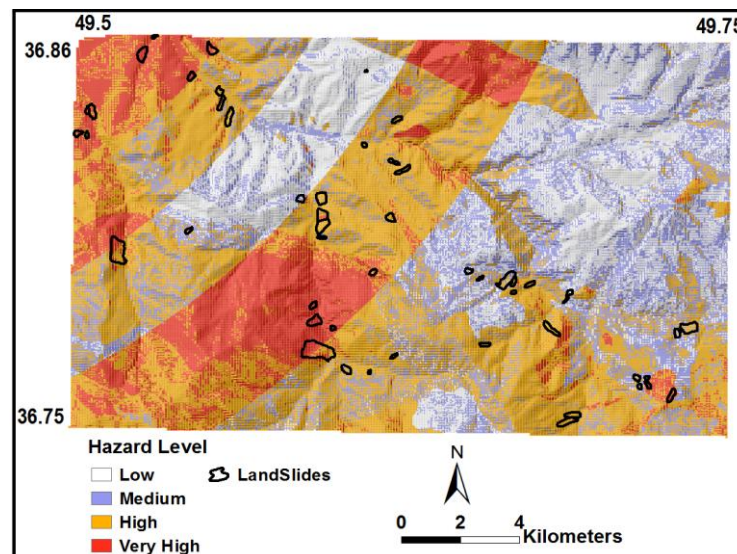 49.5
49.75
36.86
36.75
Hazard Level
Low
LandSlides
Medium
High
Very High
N
0 2 4
Kilometers